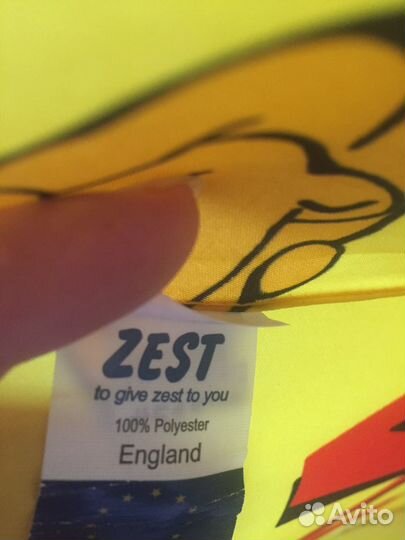 ZEST
to give zest to you
100% Polyester
England
Avito